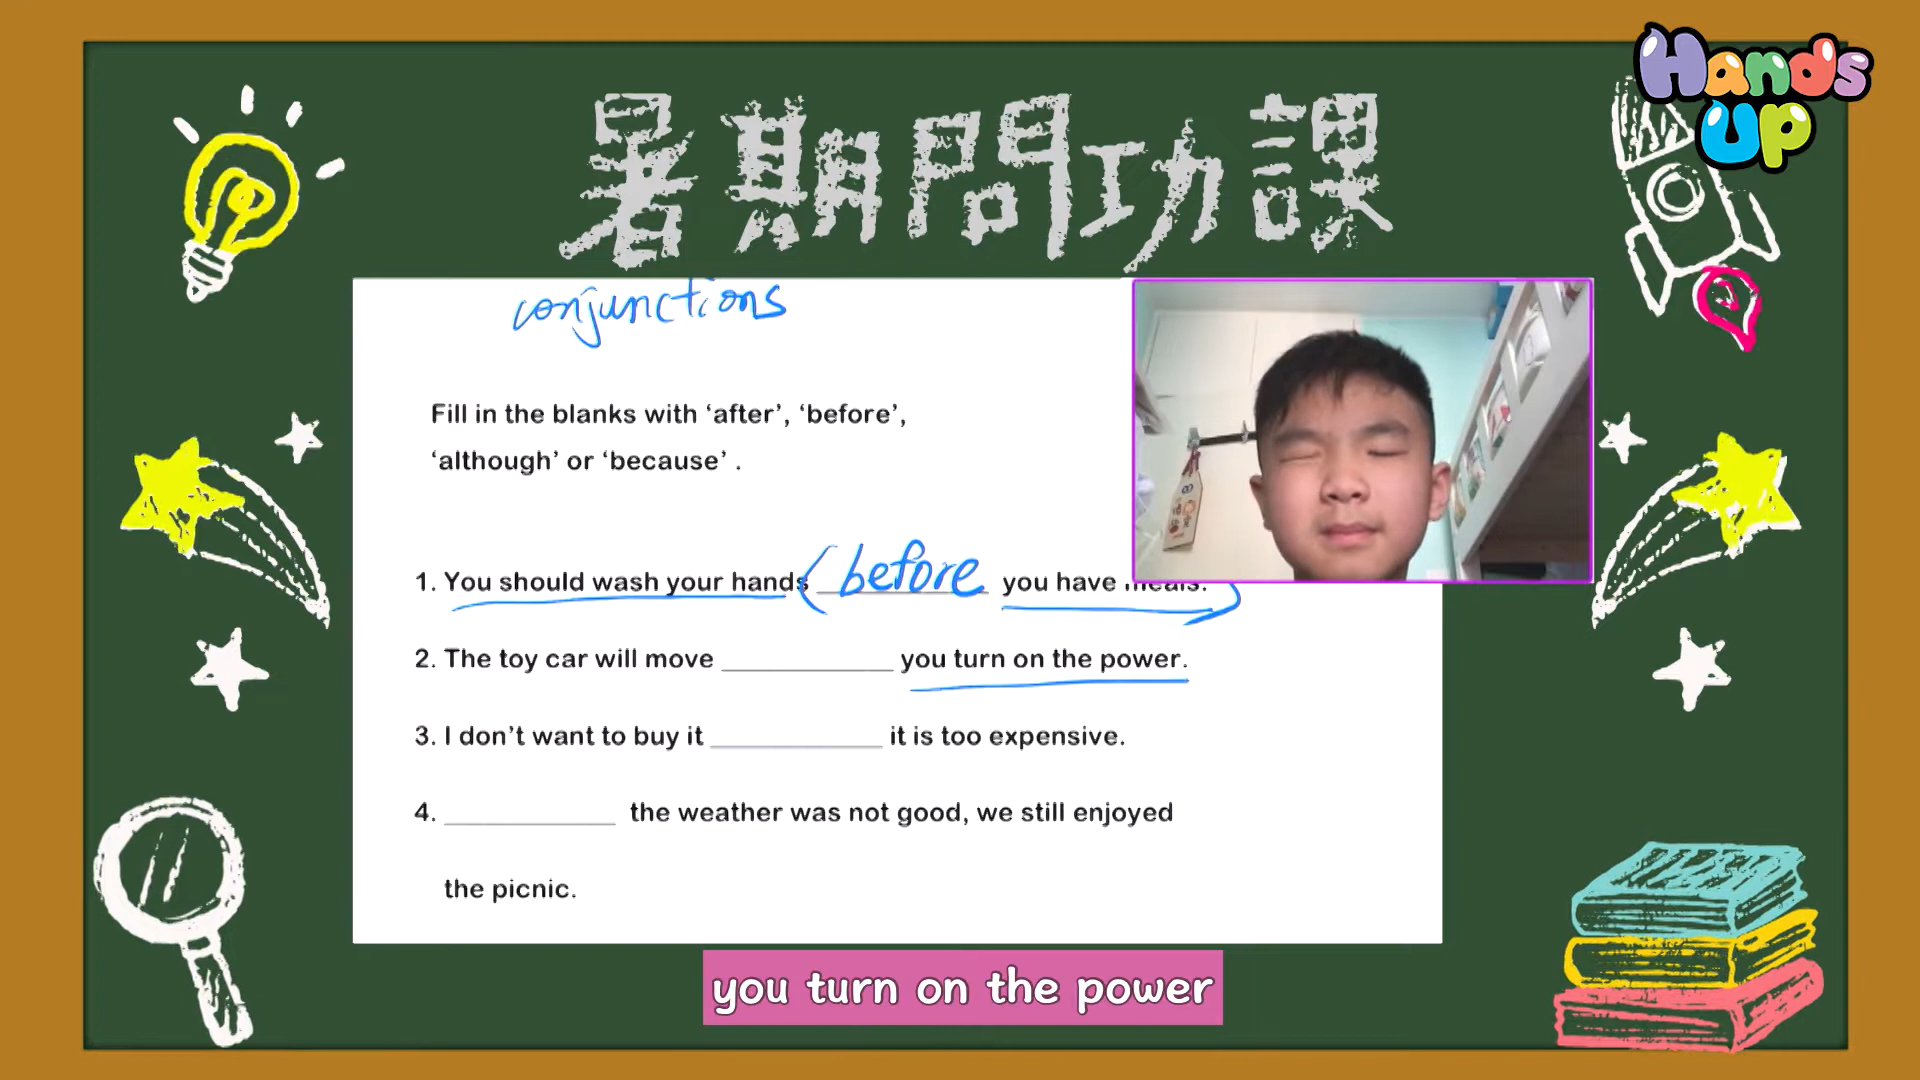 Hands
Up
暑期問功課
conjunctions
Fill in the blanks with ‘after’, ‘before’,
‘although’ or ‘because’ .
1. You should wash your hands (before you have meals.)
2. The toy car will move ____________ you turn on the power.
3. I don’t want to buy it ____________ it is too expensive.
4. ____________ the weather was not good, we still enjoyed
the picnic.
you turn on the power